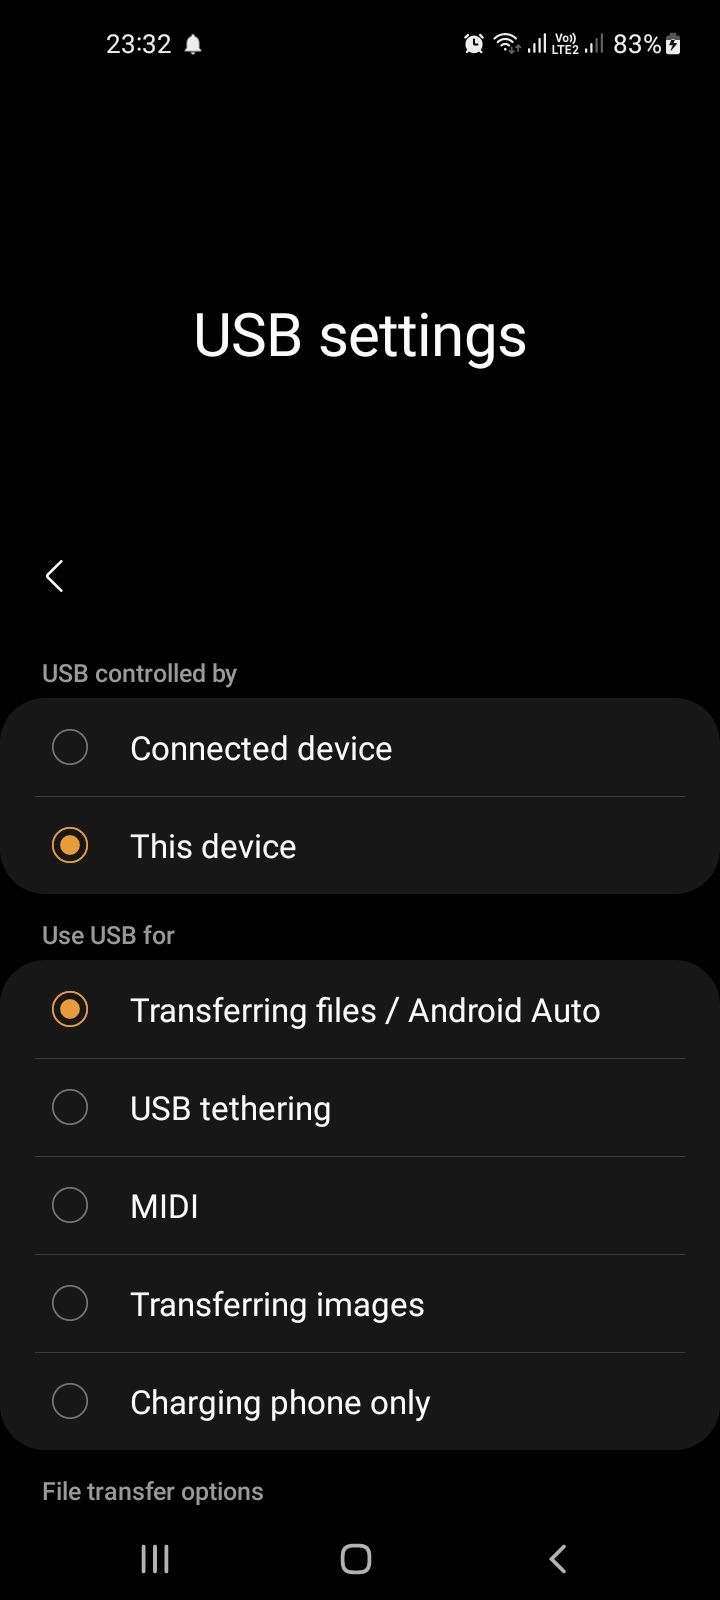 23:32
Vo)) LTE2 83%
USB settings
USB controlled by
Connected device
This device
Use USB for
Transferring files / Android Auto
USB tethering
MIDI
Transferring images
Charging phone only
File transfer options